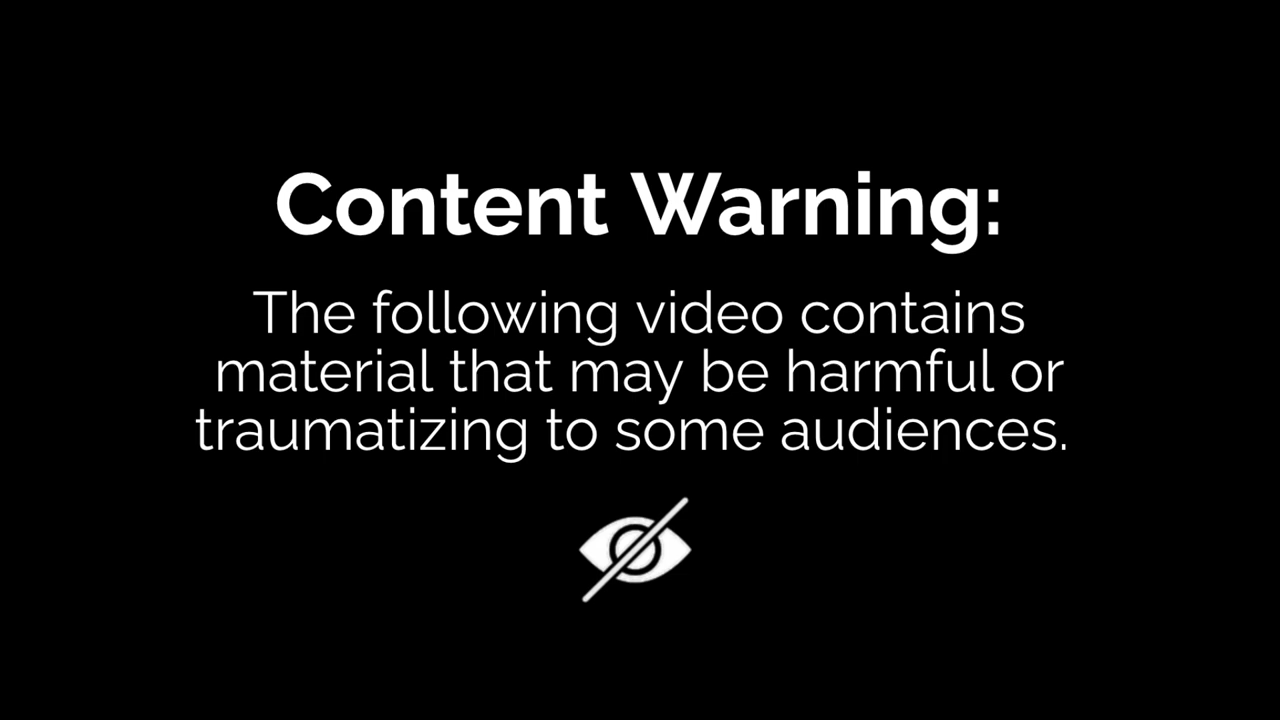 Content Warning:
The following video contains
material that may be harmful or
traumatizing to some audiences.